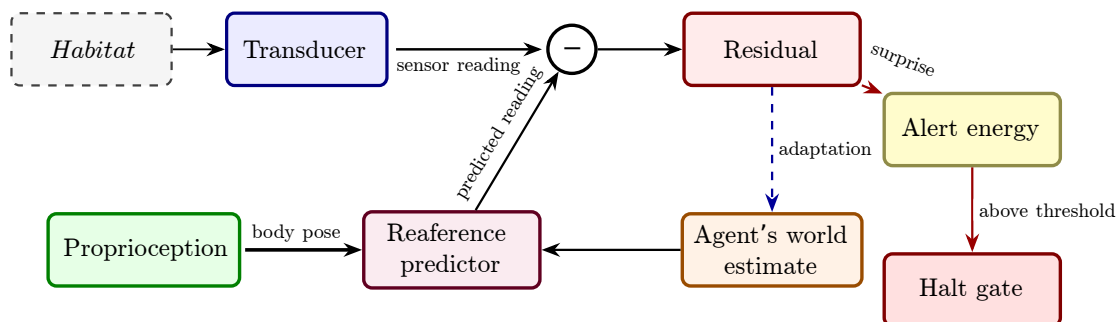 Habitat
Transducer
sensor reading
−
Residual
surprise
Alert energy
predicted reading
adaptation
above threshold
Proprioception
body pose
Reaference
predictor
Agent's world
estimate
Halt gate